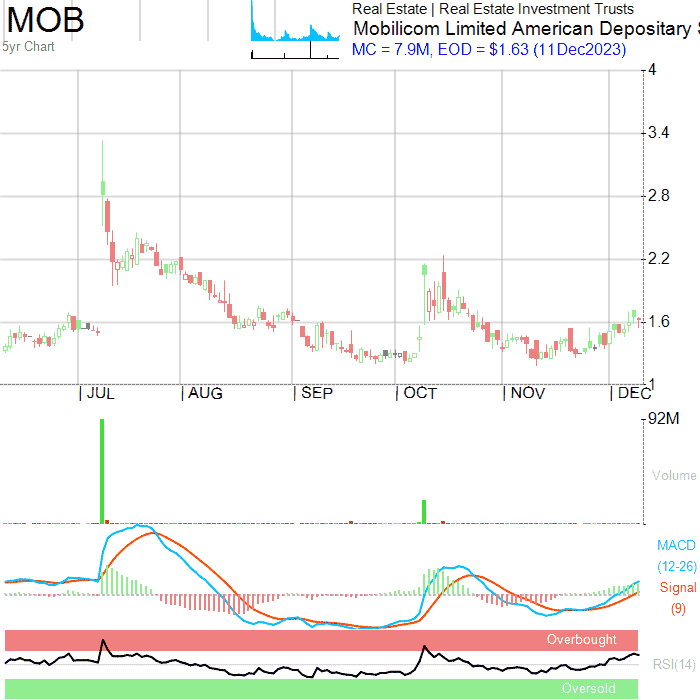 MOB
5yr Chart
Real Estate | Real Estate Investment Trusts
Mobilicom Limited American Depositary S
MC = 7.9M, EOD = $1.63 (11Dec2023)
4
3.4
2.8
2.2
1.6
1
JUL AUG SEP OCT NOV DEC
92M
Volume
MACD
(12-26)
Signal
(9)
Overbought
RSI(14)
Oversold